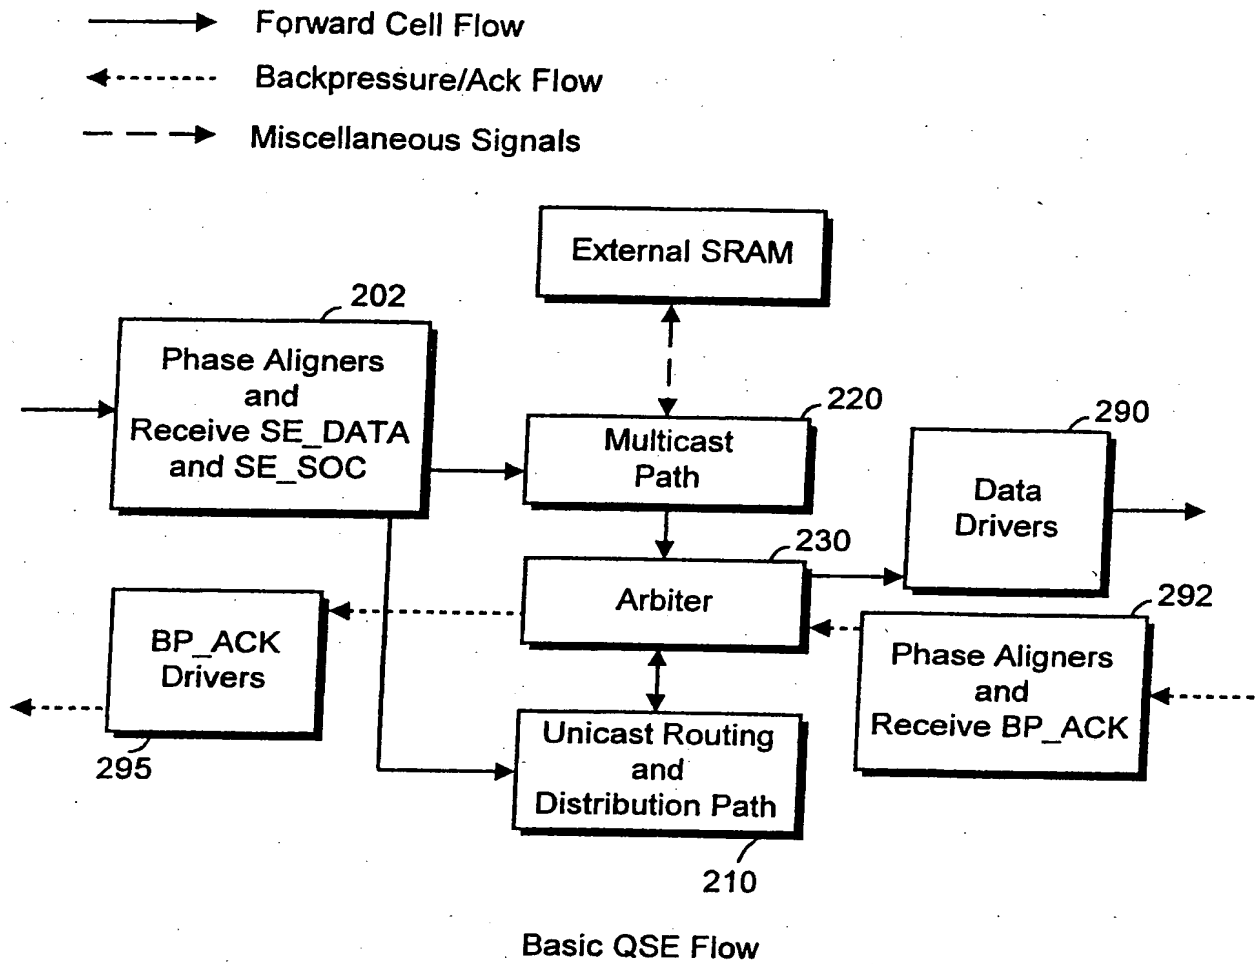 Forward Cell Flow
Backpressure/Ack Flow
Miscellaneous Signals
External SRAM
202
Phase Aligners
and
Receive SE_DATA
and SE_SOC
220
Multicast
Path
290
Data
Drivers
230
Arbiter
292
Phase Aligners
and
Receive BP_ACK
BP_ACK
Drivers
295
Unicast Routing
and
Distribution Path
210
Basic QSE Flow